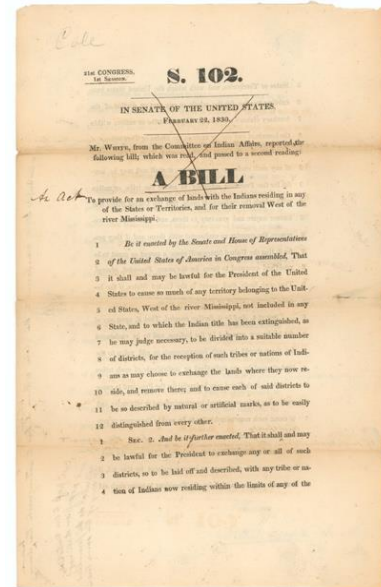 21st CONGRESS,
1st Session.
S. 102.
IN SENATE OF THE UNITED STATES.
February 22, 1830.
Mr. White, from the Committee on Indian Affairs, reported the
following bill; which was read, and passed to a second reading:
A BILL
An Act
To provide for an exchange of lands with the Indians residing in any
of the States or Territories, and for their removal West of the
river Mississippi.
1 Be it enacted by the Senate and House of Representatives
2 of the United States of America in Congress assembled, That
3 it shall and may be lawful for the President of the United
4 States to cause so much of any territory belonging to the Unit-
5 ed States, West of the river Mississippi, not included in any
6 State, and to which the Indian title has been extinguished, as
7 he may judge necessary, to be divided into a suitable number
8 of districts, for the reception of such tribes or nations of Indi-
9 ans as may choose to exchange the lands where they now re-
10 side, and remove there; and to cause each of said districts to
11 be so described by natural or artificial marks, as to be easily
12 distinguished from every other.
1 Sec. 2. And be it further enacted, That it shall and may
2 be lawful for the President to exchange any or all of such
3 districts, so to be laid off and described, with any tribe or na-
4 tion of Indians now residing within the limits of any of the